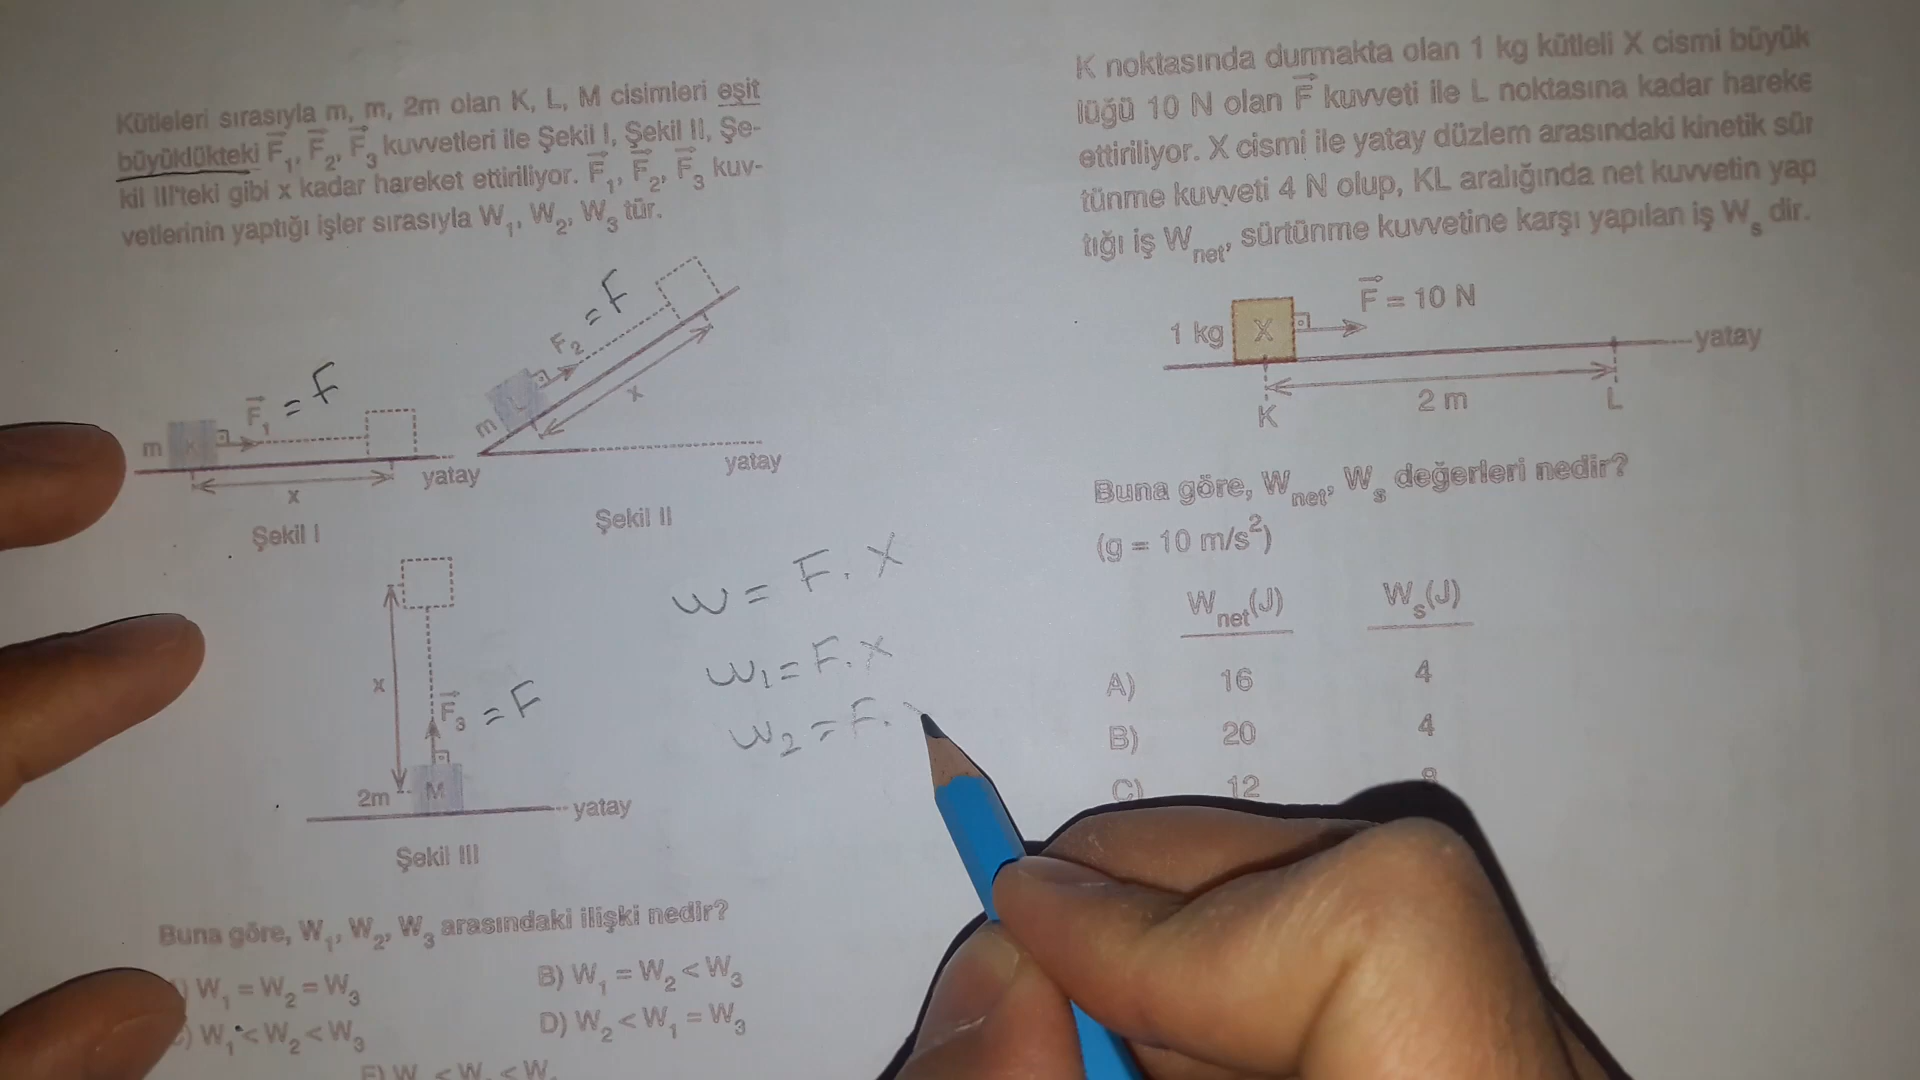 Kütleleri sırasıyla m, m, 2m olan K, L, M cisimleri eşit
büyüklükteki F₁, F₂, F₃ kuvvetleri ile Şekil I, Şekil II, Şe-
kil III'teki gibi x kadar hareket ettiriliyor. F₁, F₂, F₃ kuv-
vetlerinin yaptığı işler sırasıyla W₁, W₂, W₃ tür.
F₂ = F
L
m
x
yatay
Şekil II
F₁ = F
m
K
x
yatay
Şekil I
x
F₃ = F
2m
M
yatay
Şekil III
W = F . X
W₁ = F . X
W₂ = F .
Buna göre, W₁, W₂, W₃ arasındaki ilişki nedir?
) W₁ = W₂ = W₃
B) W₁ = W₂ < W₃
) W₁ < W₂ < W₃
D) W₂ < W₁ = W₃
K noktasında durmakta olan 1 kg kütleli X cismi büyük
lüğü 10 N olan F kuvveti ile L noktasına kadar hareke
ettiriliyor. X cismi ile yatay düzlem arasındaki kinetik sür
tünme kuvveti 4 N olup, KL aralığında net kuvvetin yap
tığı iş Wnet, sürtünme kuvvetine karşı yapılan iş Ws dir.
F = 10 N
1 kg
X
yatay
2 m
K
L
Buna göre, Wnet, Ws değerleri nedir?
(g = 10 m/s²)
Wnet(J) Ws(J)
A) 16 4
B) 20 4
C) 12 8